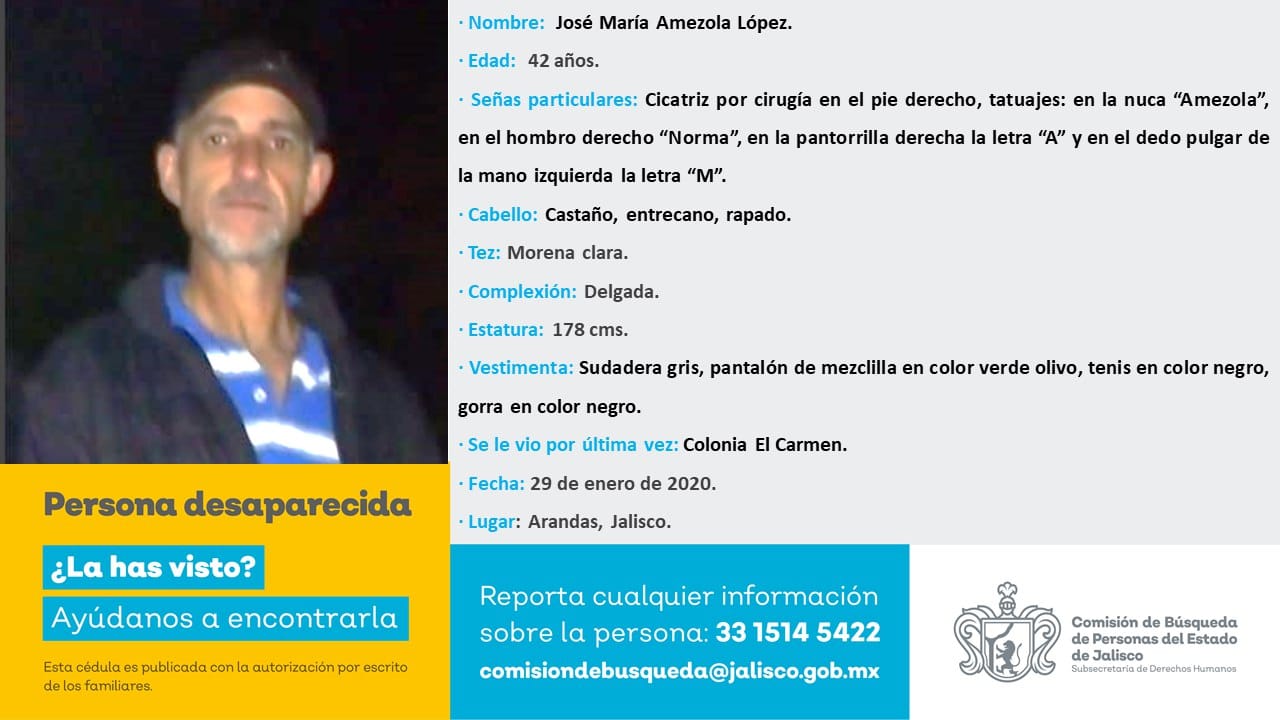 · Nombre: José María Amezola López.
· Edad: 42 años.
· Señas particulares: Cicatriz por cirugía en el pie derecho, tatuajes: en la nuca “Amezola”,
en el hombro derecho “Norma”, en la pantorrilla derecha la letra “A” y en el dedo pulgar de
la mano izquierda la letra “M”.
· Cabello: Castaño, entrecano, rapado.
· Tez: Morena clara.
· Complexión: Delgada.
· Estatura: 178 cms.
· Vestimenta: Sudadera gris, pantalón de mezclilla en color verde olivo, tenis en color negro,
gorra en color negro.
· Se le vio por última vez: Colonia El Carmen.
· Fecha: 29 de enero de 2020.
· Lugar: Arandas, Jalisco.
Persona desaparecida
¿La has visto?
Ayúdanos a encontrarla
Esta cédula es publicada con la autorización por escrito
de los familiares.
Reporta cualquier información
sobre la persona: 33 1514 5422
comisiondebusqueda@jalisco.gob.mx
Comisión de Búsqueda
de Personas del Estado
de Jalisco
Subsecretaría de Derechos Humanos